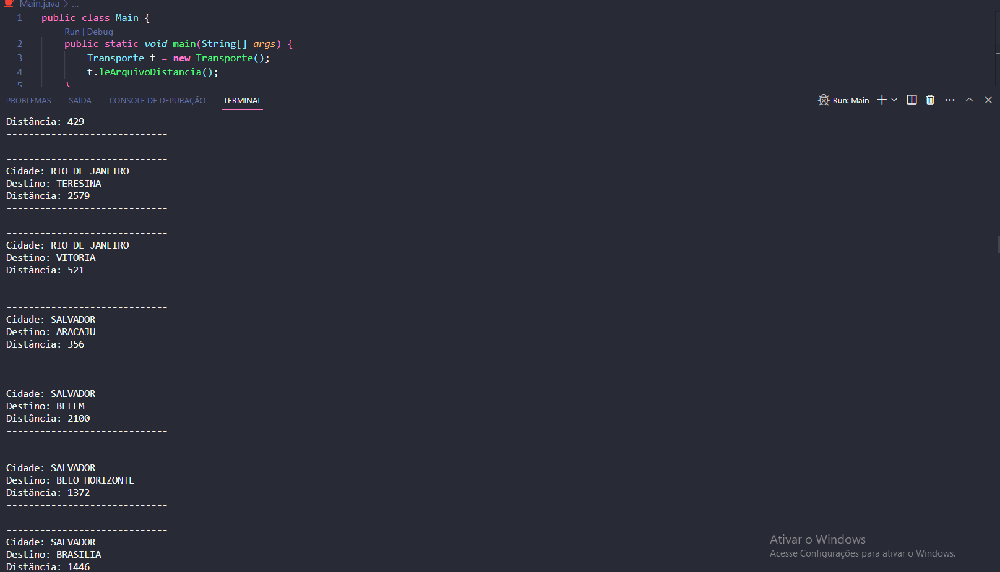 Main.java > ...
1 public class Main {
Run | Debug
2 public static void main(String[] args) {
3 Transporte t = new Transporte();
4 t.leArquivoDistancia();
5 }
PROBLEMAS SAÍDA CONSOLE DE DEPURAÇÃO TERMINAL Run: Main
Distância: 429
-----------------------------
-----------------------------
Cidade: RIO DE JANEIRO
Destino: TERESINA
Distância: 2579
-----------------------------
-----------------------------
Cidade: RIO DE JANEIRO
Destino: VITORIA
Distância: 521
-----------------------------
-----------------------------
Cidade: SALVADOR
Destino: ARACAJU
Distância: 356
-----------------------------
-----------------------------
Cidade: SALVADOR
Destino: BELEM
Distância: 2100
-----------------------------
-----------------------------
Cidade: SALVADOR
Destino: BELO HORIZONTE
Distância: 1372
-----------------------------
-----------------------------
Cidade: SALVADOR
Destino: BRASILIA
Distância: 1446
Ativar o Windows
Acesse Configurações para ativar o Windows.